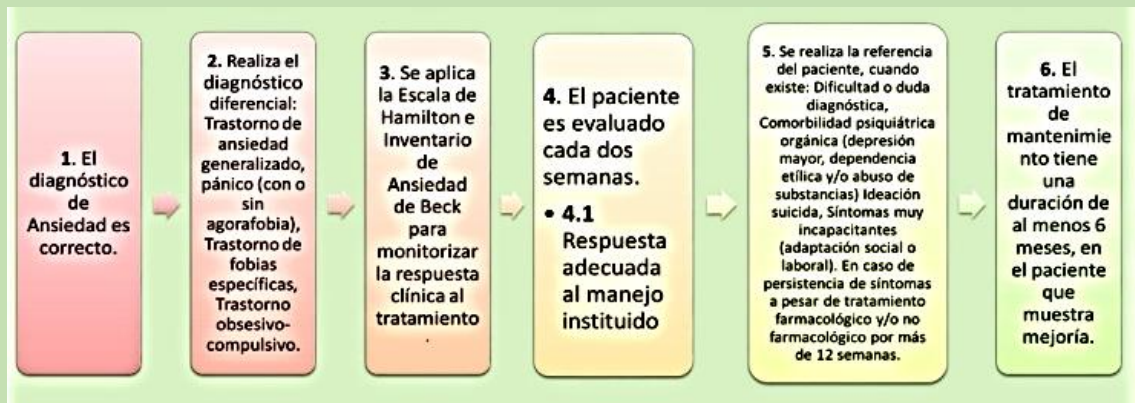 1. El
diagnóstico
de
Ansiedad es
correcto.
2. Realiza el
diagnóstico
diferencial:
Trastorno de
ansiedad
generalizado,
pánico (con o
sin
agorafobia),
Trastorno de
fobias
específicas,
Trastorno
obsesivo-
compulsivo.
3. Se aplica
la Escala de
Hamilton e
Inventario
de
Ansiedad
de Beck
para
monitorizar
la respuesta
clínica al
tratamiento
.
4. El paciente
es evaluado
cada dos
semanas.
• 4.1
Respuesta
adecuada
al manejo
instituido
5. Se realiza la referencia
del paciente, cuando
existe: Dificultad o duda
diagnóstica,
Comorbilidad psiquiátrica
orgánica (depresión
mayor, dependencia
etílica y/o abuso de
substancias) Ideación
suicida, Síntomas muy
incapacitantes
(adaptación social o
laboral). En caso de
persistencia de síntomas
a pesar de tratamiento
farmacológico y/o no
farmacológico por más
de 12 semanas.
6. El
tratamiento
de
mantenimie
nto tiene
una
duración de
al menos 6
meses, en
el paciente
que
muestra
mejoría.